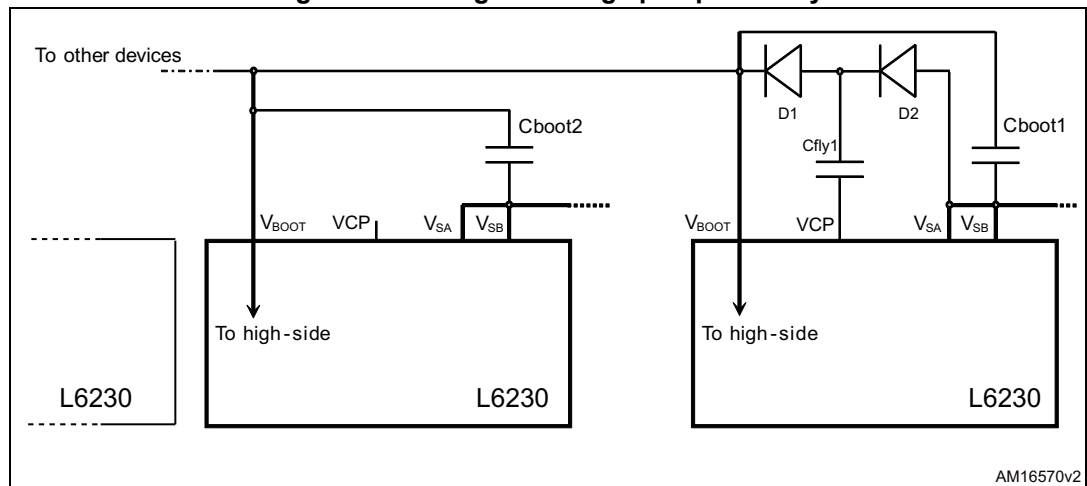 To other devices
D1
D2
Cboot2
Cfly1
Cboot1
VBOOT
VCP
VSA
VSB
VBOOT
VCP
VSA
VSB
To high-side
To high-side
L6230
L6230
L6230
AM16570v2